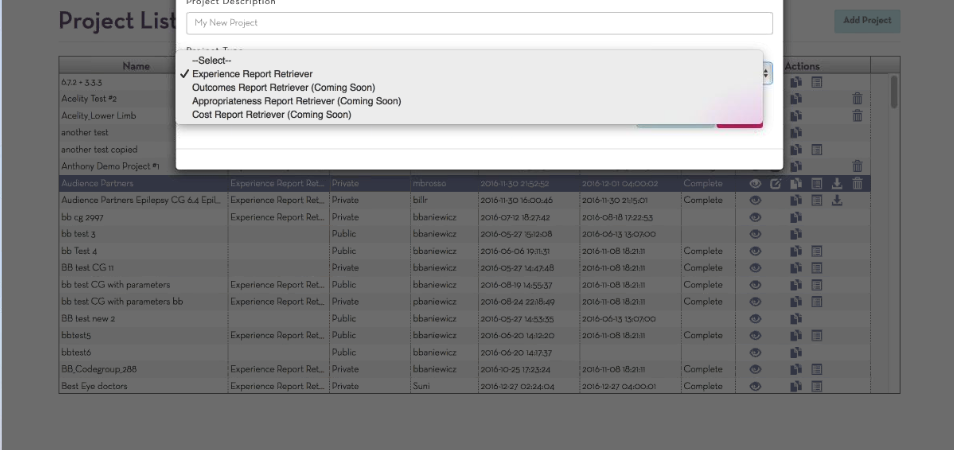 Project List
Project Description
My New Project
Add Project
Project Type
--Select--
✓ Experience Report Retriever
Outcomes Report Retriever (Coming Soon)
Appropriateness Report Retriever (Coming Soon)
Cost Report Retriever (Coming Soon)
Name Actions
6.7.2 + 3.3.3
Acelity Test #2
Acelity_Lower Limb
another test
another test copied
Anthony Demo Project #1
Audience Partners Experience Report Ret... Private mbrosso 2016-11-30 21:52:52 2016-12-01 04:00:02 Complete
Audience Partners Epilepsy CG 6.4 Epil... Experience Report Ret... Private billr 2016-11-30 16:00:46 2016-11-30 21:15:01 Complete
bb cg 2997 Experience Report Ret... Private bbaniewicz 2016-07-12 18:27:42 2016-08-18 17:22:53
bb test 3 Public bbaniewicz 2016-05-27 15:12:08 2016-06-13 13:07:00
bb Test 4 Public bbaniewicz 2016-06-06 19:11:31 2016-11-08 18:21:11 Complete
BB test CG 11 Private bbaniewicz 2016-05-27 14:47:48 2016-11-08 18:21:11 Complete
bb test CG with parameters Experience Report Ret... Public bbaniewicz 2016-08-19 14:55:37 2016-11-08 18:21:11 Complete
bb test CG with parameters bb Experience Report Ret... Private pbaniewicz 2016-08-24 22:18:49 2016-11-08 18:21:11 Complete
BB test new 2 Public bbaniewicz 2016-05-27 14:53:35 2016-06-13 13:07:00
bbtest5 Experience Report Ret... Public bbaniewicz 2016-06-20 14:12:20 2016-11-08 18:21:11 Complete
bbtest6 Public bbaniewicz 2016-06-20 14:17:37
BB_Codegroup_288 Experience Report Ret... Private bbaniewicz 2016-10-25 17:23:24 2016-11-08 18:21:11 Complete
Best Eye doctors Experience Report Ret... Private Suni 2016-12-27 02:24:04 2016-12-27 04:00:01 Complete